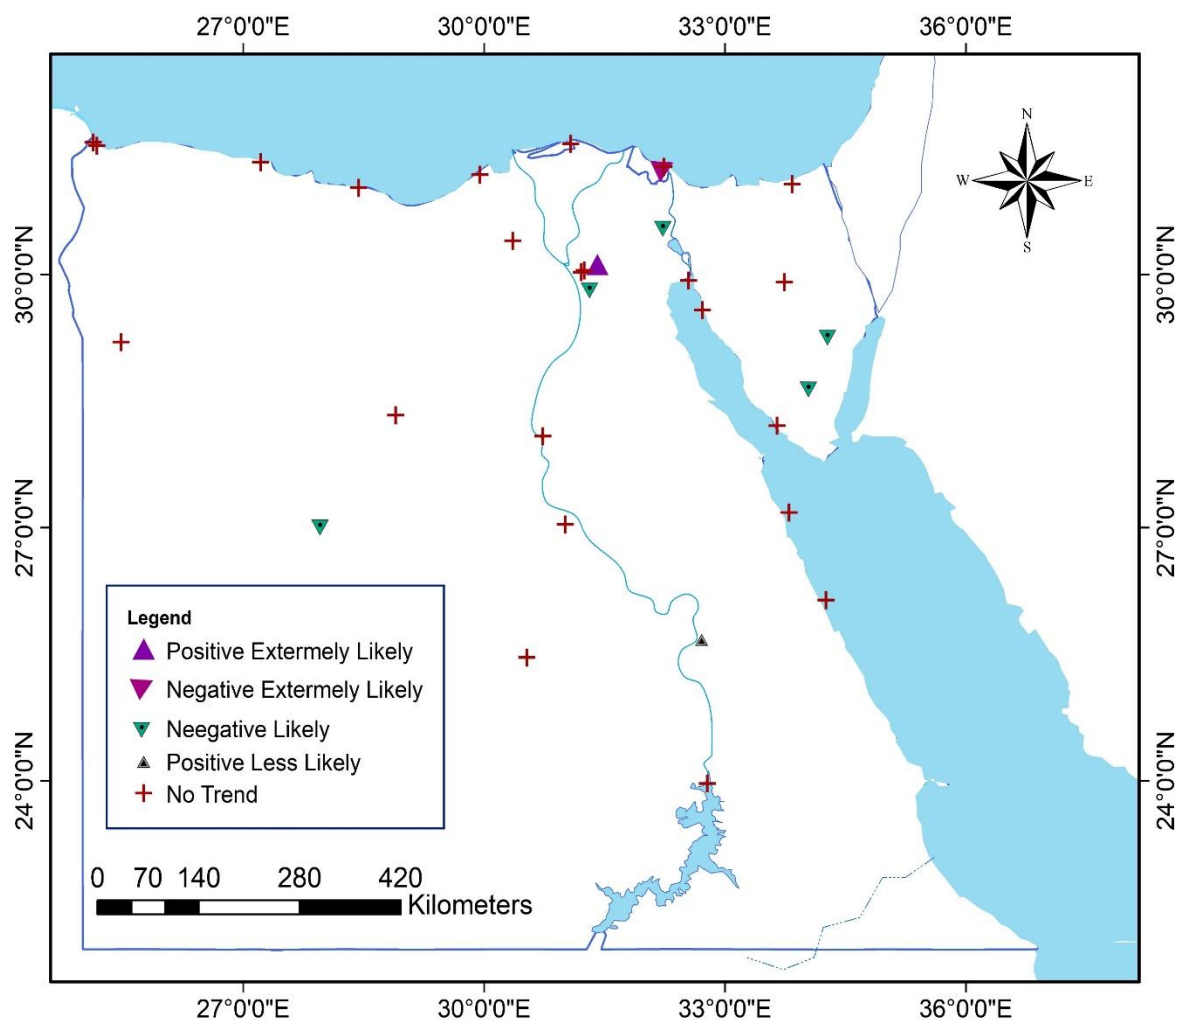 27°0'0"E 30°0'0"E 33°0'0"E 36°0'0"E
N
W E
S
30°0'0"N 30°0'0"N
27°0'0"N 27°0'0"N
Legend
Positive Extermely Likely
Negative Extermely Likely
Neegative Likely
Positive Less Likely
No Trend
24°0'0"N 24°0'0"N
0 70 140 280 420
Kilometers
27°0'0"E 30°0'0"E 33°0'0"E 36°0'0"E